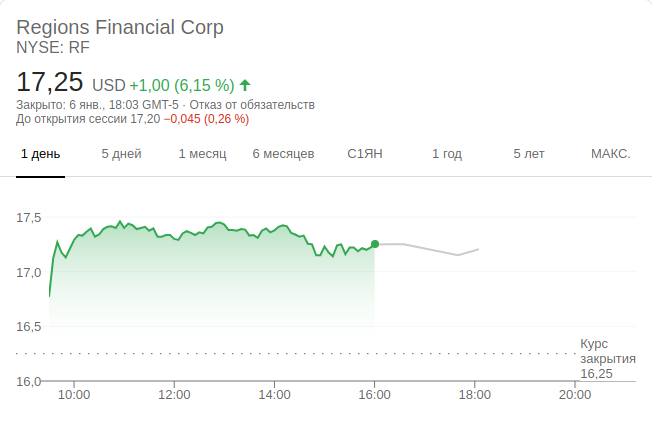 Regions Financial Corp
NYSE: RF
17,25 USD +1,00 (6,15 %)
Закрыто: 6 янв., 18:03 GMT-5 · Отказ от обязательств
До открытия сессии 17,20 −0,045 (0,26 %)
1 день 5 дней 1 месяц 6 месяцев С1ЯН 1 год 5 лет МАКС.
17,5
17,0
16,5
Курс
закрытия
16,25
16,0
10:00 12:00 14:00 16:00 18:00 20:00